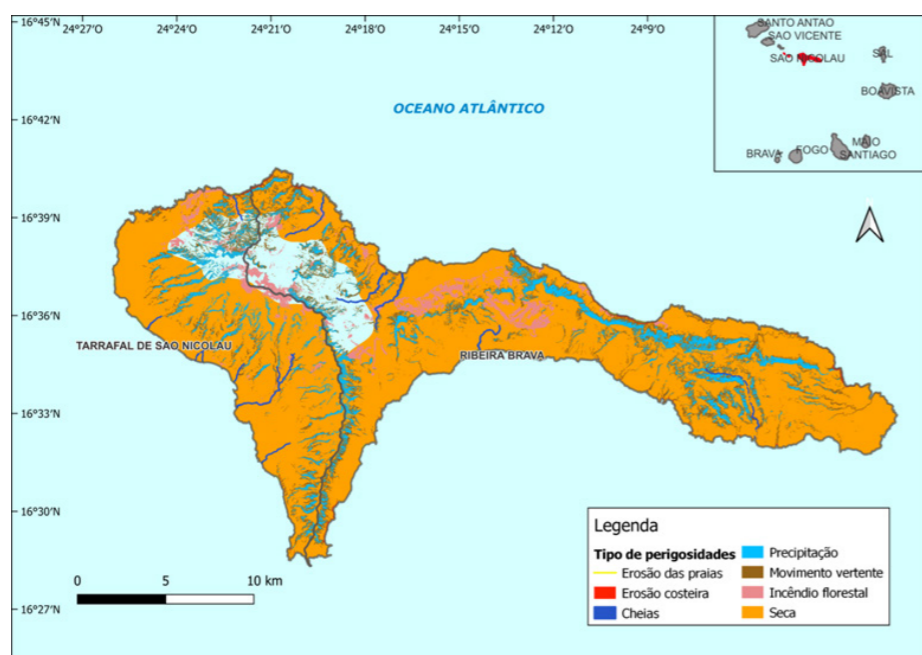 24°27'O 24°24'O 24°21'O 24°18'O 24°15'O 24°12'O 24°9'O
16°45'N
16°42'N
16°39'N
16°36'N
16°33'N
16°30'N
16°27'N
SANTO ANTAO
SAO VICENTE
SAO NICOLAU
SAL
BOAVISTA
MAIO
BRAVA
FOGO
SANTIAGO
OCEANO ATLÂNTICO
TARRAFAL DE SAO NICOLAU
RIBEIRA BRAVA
0 5 10 km
Legenda
Tipo de perigosidades
Erosão das praias
Erosão costeira
Cheias
Precipitação
Movimento vertente
Incêndio florestal
Seca